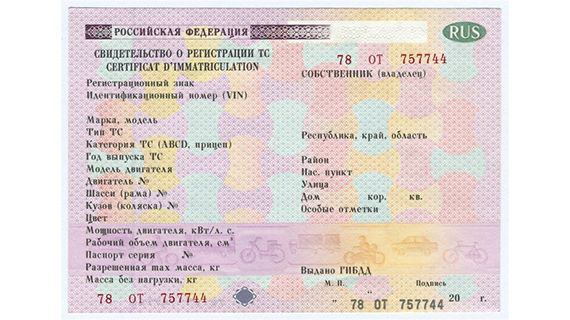 РОССИЙСКАЯ ФЕДЕРАЦИЯ
RUS
СВИДЕТЕЛЬСТВО О РЕГИСТРАЦИИ ТС
CERTIFICAT D'IMMATRICULATION
Регистрационный знак
Идентификационный номер (VIN)
Марка, модель
Тип ТС
Категория ТС (ABCD, прицеп)
Год выпуска ТС
Модель двигателя
Двигатель №
Шасси (рама) №
Кузов (коляска) №
Цвет
Мощность двигателя, кВт/л. с.
Рабочий объем двигателя, см³
Паспорт серия №
Разрешенная max масса, кг
Масса без нагрузки, кг
78 ОТ 757744
78 ОТ 757744
СОБСТВЕННИК (владелец)
Республика, край, область
Район
Нас. пункт
Улица
Дом кор. кв.
Особые отметки
Выдано ГИБДД
М. П. Подпись
" " 20 г.
78 ОТ 757744